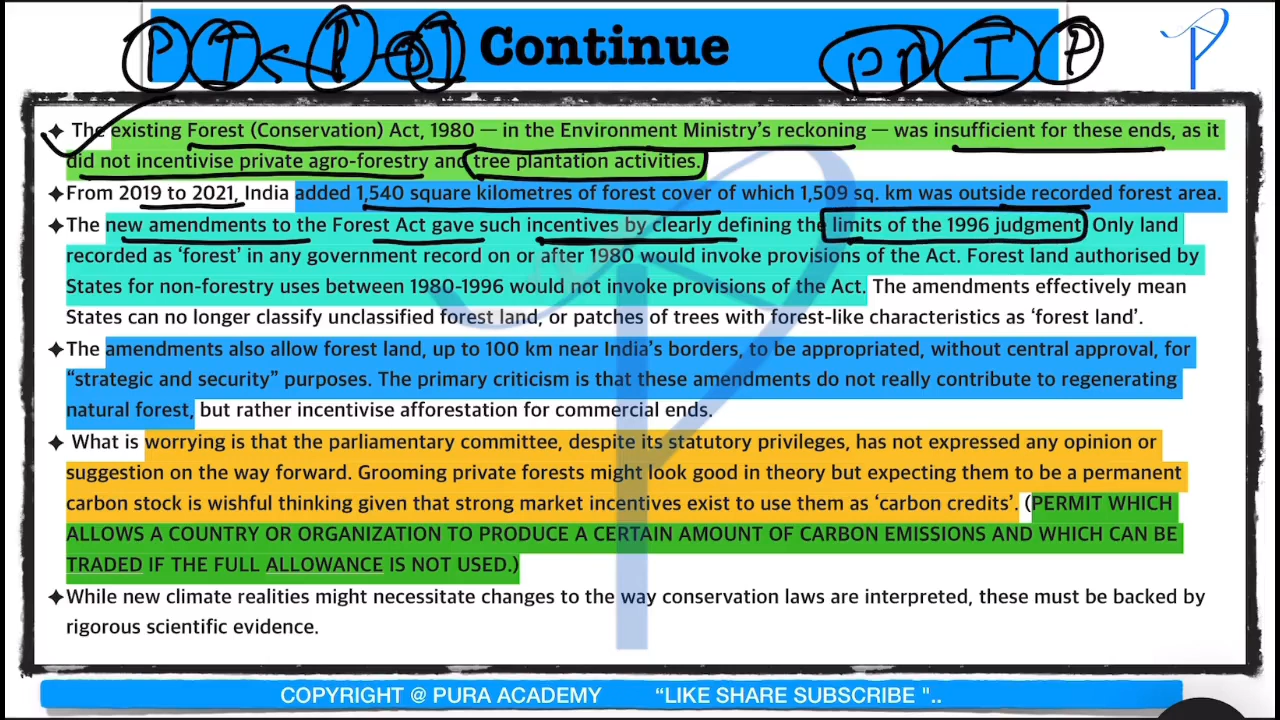 Continue
The existing Forest (Conservation) Act, 1980 — in the Environment Ministry's reckoning — was insufficient for these ends, as it
did not incentivise private agro-forestry and tree plantation activities.
From 2019 to 2021, India added 1,540 square kilometres of forest cover of which 1,509 sq. km was outside recorded forest area.
The new amendments to the Forest Act gave such incentives by clearly defining the limits of the 1996 judgment. Only land
recorded as 'forest' in any government record on or after 1980 would invoke provisions of the Act. Forest land authorised by
States for non-forestry uses between 1980-1996 would not invoke provisions of the Act. The amendments effectively mean
States can no longer classify unclassified forest land, or patches of trees with forest-like characteristics as 'forest land'.
The amendments also allow forest land, up to 100 km near India's borders, to be appropriated, without central approval, for
“strategic and security” purposes. The primary criticism is that these amendments do not really contribute to regenerating
natural forest, but rather incentivise afforestation for commercial ends.
What is worrying is that the parliamentary committee, despite its statutory privileges, has not expressed any opinion or
suggestion on the way forward. Grooming private forests might look good in theory but expecting them to be a permanent
carbon stock is wishful thinking given that strong market incentives exist to use them as 'carbon credits'. (PERMIT WHICH
ALLOWS A COUNTRY OR ORGANIZATION TO PRODUCE A CERTAIN AMOUNT OF CARBON EMISSIONS AND WHICH CAN BE
TRADED IF THE FULL ALLOWANCE IS NOT USED.)
While new climate realities might necessitate changes to the way conservation laws are interpreted, these must be backed by
rigorous scientific evidence.
COPYRIGHT @ PURA ACADEMY “LIKE SHARE SUBSCRIBE "..